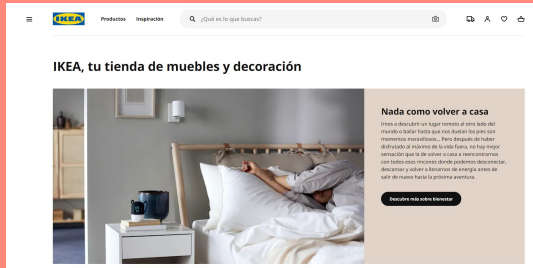 IKEA
Productos
Inspiración
¿Qué es lo que buscas?
IKEA, tu tienda de muebles y decoración
Nada como volver a casa
Irnos a descubrir un lugar remoto al otro lado del
mundo o bailar hasta que nos duelan los pies son
momentos maravillosos... Pero después de haber
disfrutado al máximo de la vida fuera, no hay mejor
sensación que la de volver a casa a reencontrarnos
con todos esos rincones donde podemos desconectar,
descansar y volver a llenarnos de energía antes de
salir de nuevo hacia la próxima aventura.
Descubre más sobre bienestar